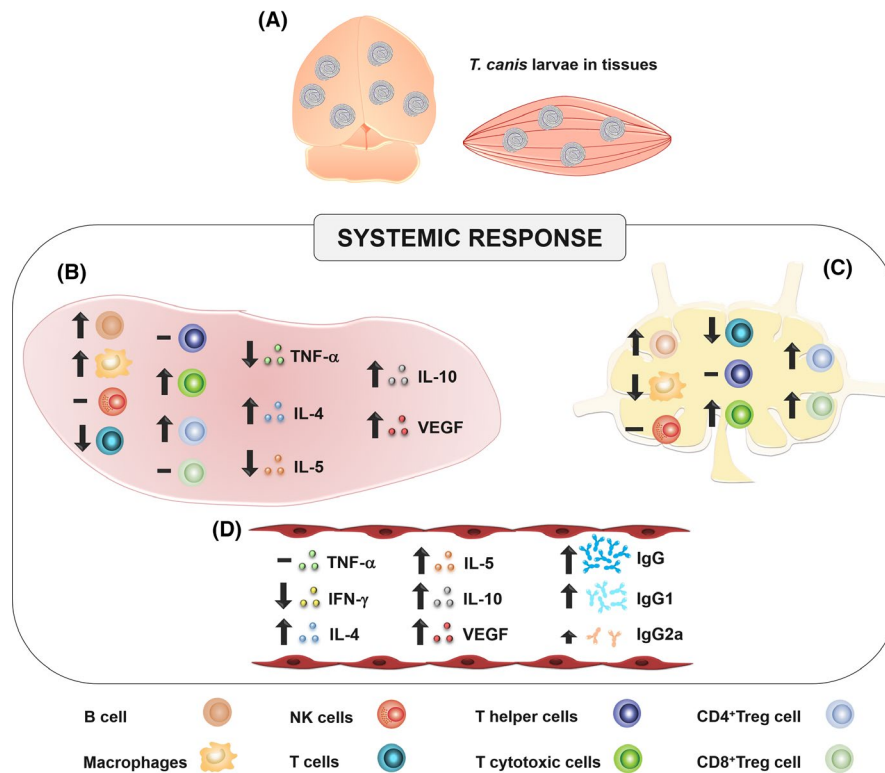 (A)
T. canis larvae in tissues
SYSTEMIC RESPONSE
(B)
TNF-α
IL-4
IL-5
IL-10
VEGF
(C)
(D)
TNF-α
IFN-γ
IL-4
IL-5
IL-10
VEGF
IgG
IgG1
IgG2a
B cell
NK cells
T helper cells
CD4⁺Treg cell
Macrophages
T cells
T cytotoxic cells
CD8⁺Treg cell